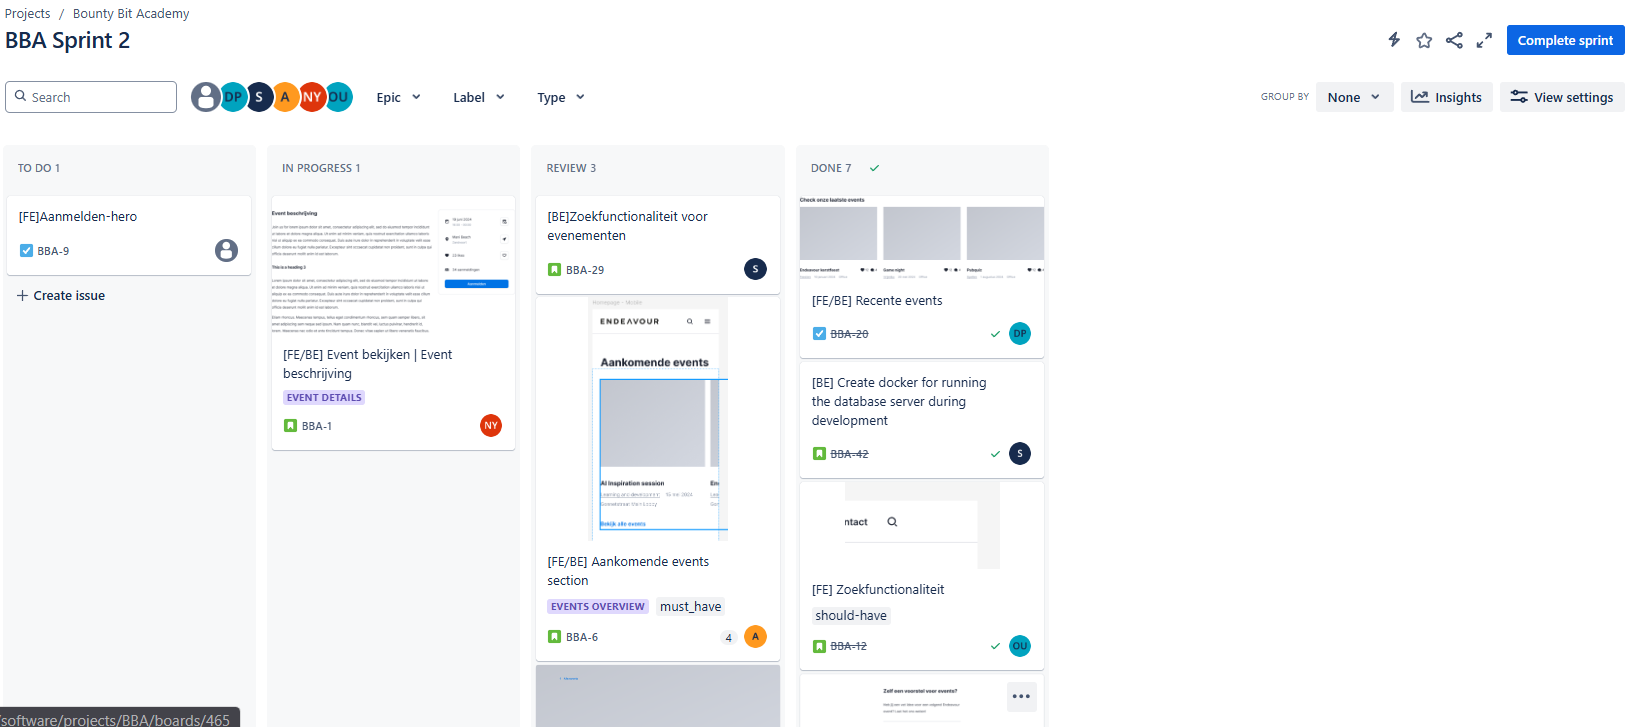 Projects / Bounty Bit Academy
BBA Sprint 2
Complete sprint
Search
DP S A NY OU
Epic
Label
Type
GROUP BY
None
Insights
View settings
TO DO 1
[FE]Aanmelden-hero
BBA-9
Create issue
IN PROGRESS 1
Event beschrijving
This is a heading 3
[FE/BE] Event bekijken | Event
beschrijving
EVENT DETAILS
BBA-1
NY
REVIEW 3
[BE]Zoekfunctionaliteit voor
evenementen
BBA-29
S
ENDEAVOUR
Aankomende events
AI Inspiration session
Bekijk alle events
[FE/BE] Aankomende events
section
EVENTS OVERVIEW must_have
BBA-6
4
A
DONE 7
Check onze laatste events
Game night
[FE/BE] Recente events
BBA-20
DP
[BE] Create docker for running
the database server during
development
BBA-42
S
ntact
[FE] Zoekfunctionaliteit
should-have
BBA-12
OU
Zelf een voorstel voor events?
/software/projects/BBA/boards/465